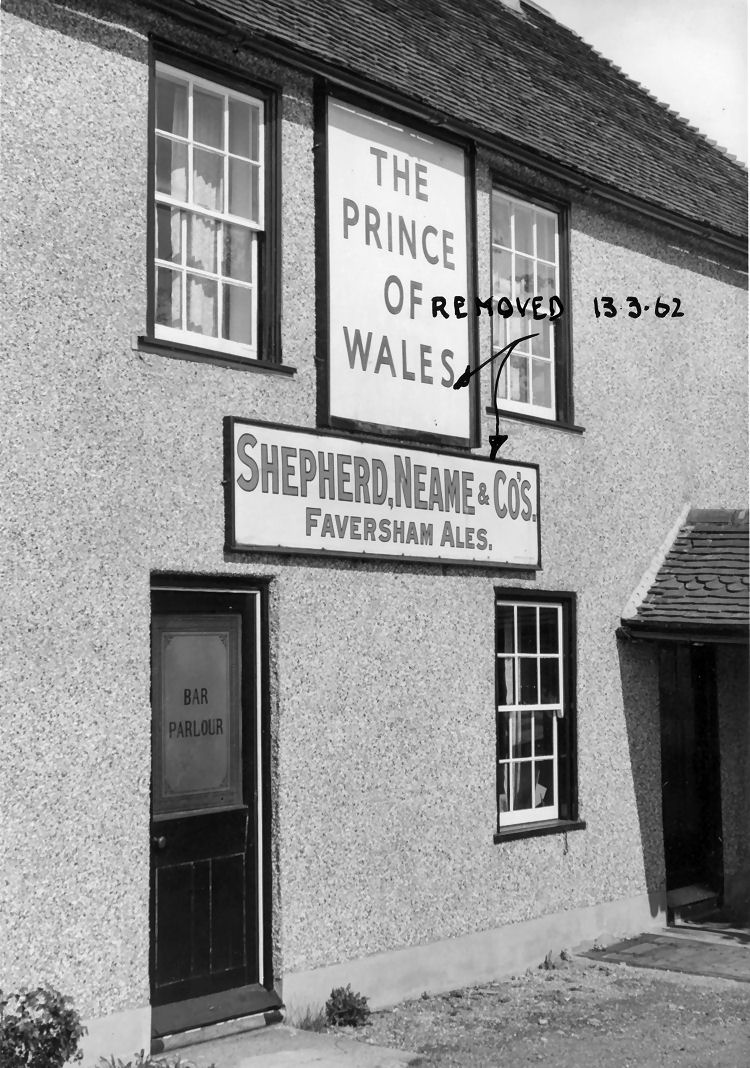 THE
PRINCE
OF
WALES
REMOVED 13.3.62
SHEPHERD, NEAME & CO'S.
FAVERSHAM ALES.
BAR
PARLOUR